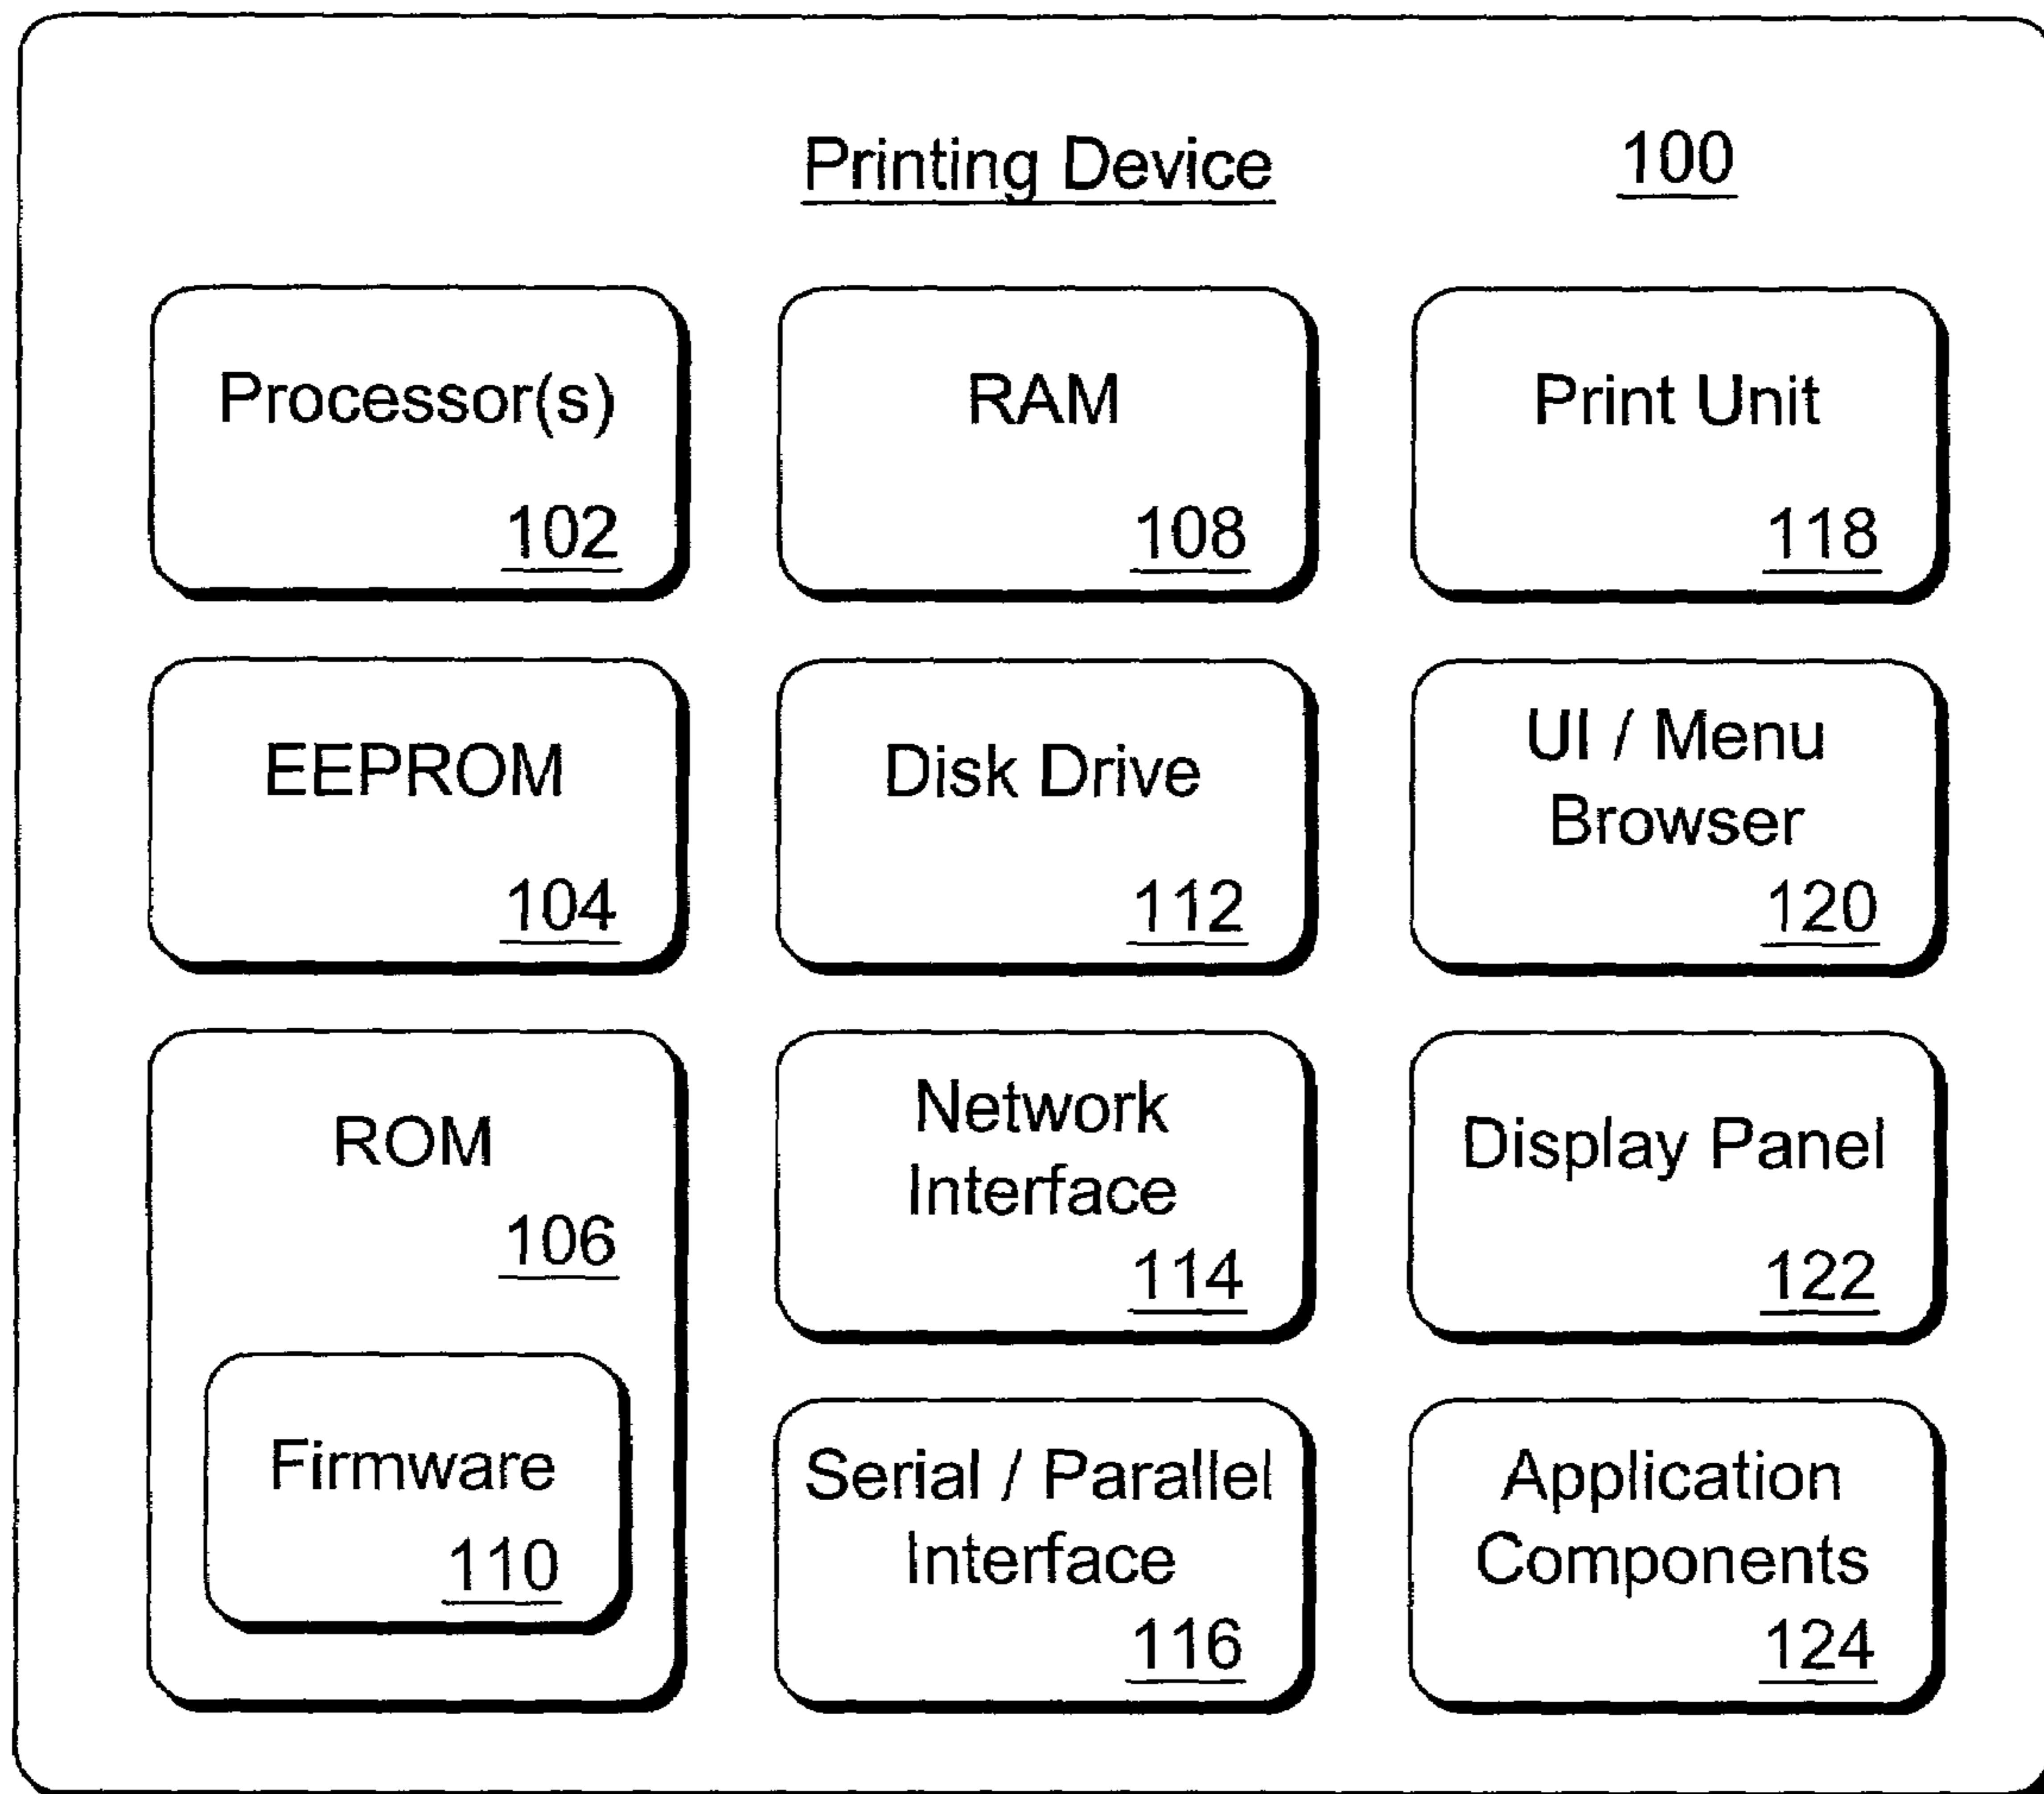 Printing Device 100
Processor(s)
102
RAM
108
Print Unit
118
EEPROM
104
Disk Drive
112
UI / Menu
Browser
120
ROM
106
Firmware
110
Network
Interface
114
Display Panel
122
Serial / Parallel
Interface
116
Application
Components
124